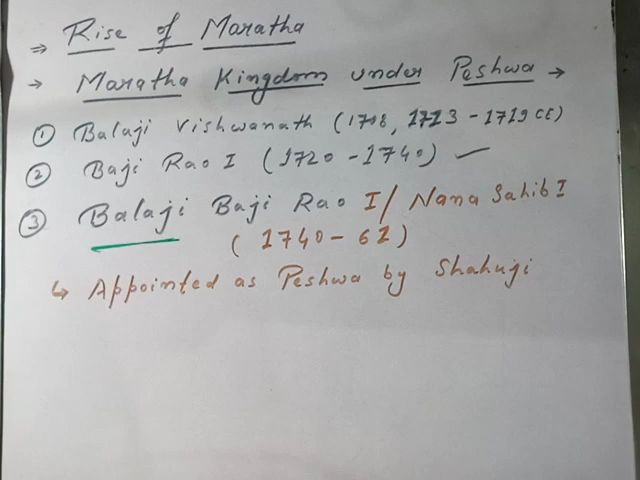 ⇒ Rise of Maratha
→ Maratha Kingdom under Peshwa →
① Balaji Vishwanath (1708, 1713 - 1719 CE)
② Baji Rao I (1720 - 1740) —
③ Balaji Baji Rao I / Nana Sahib I
(1740 - 61)
↳ Appointed as Peshwa by Shahuji